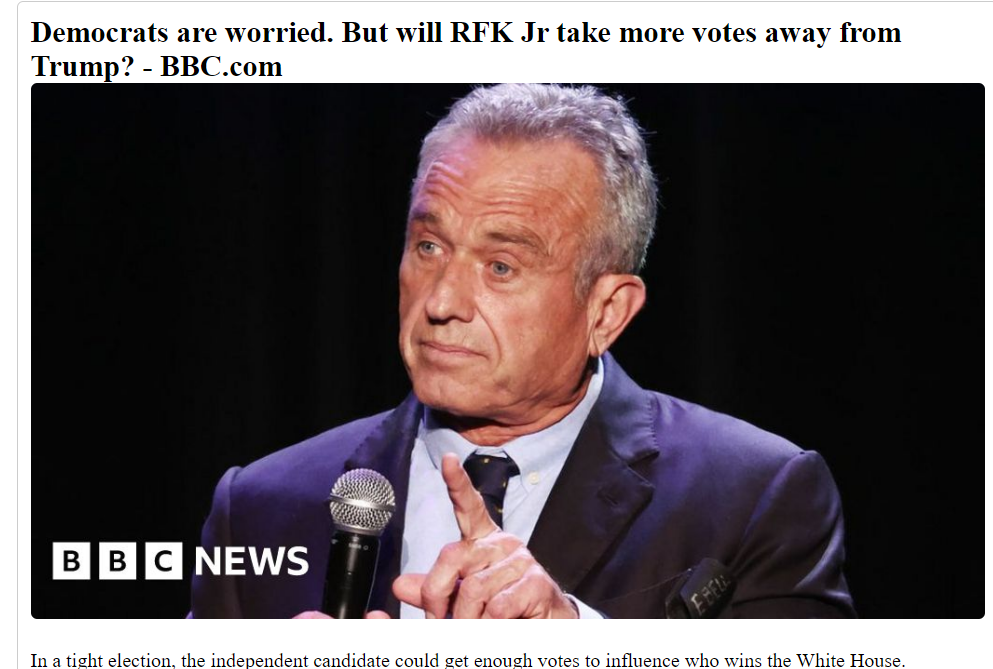 Democrats are worried. But will RFK Jr take more votes away from
Trump? - BBC.com
BBC NEWS
In a tight election, the independent candidate could get enough votes to influence who wins the White House.